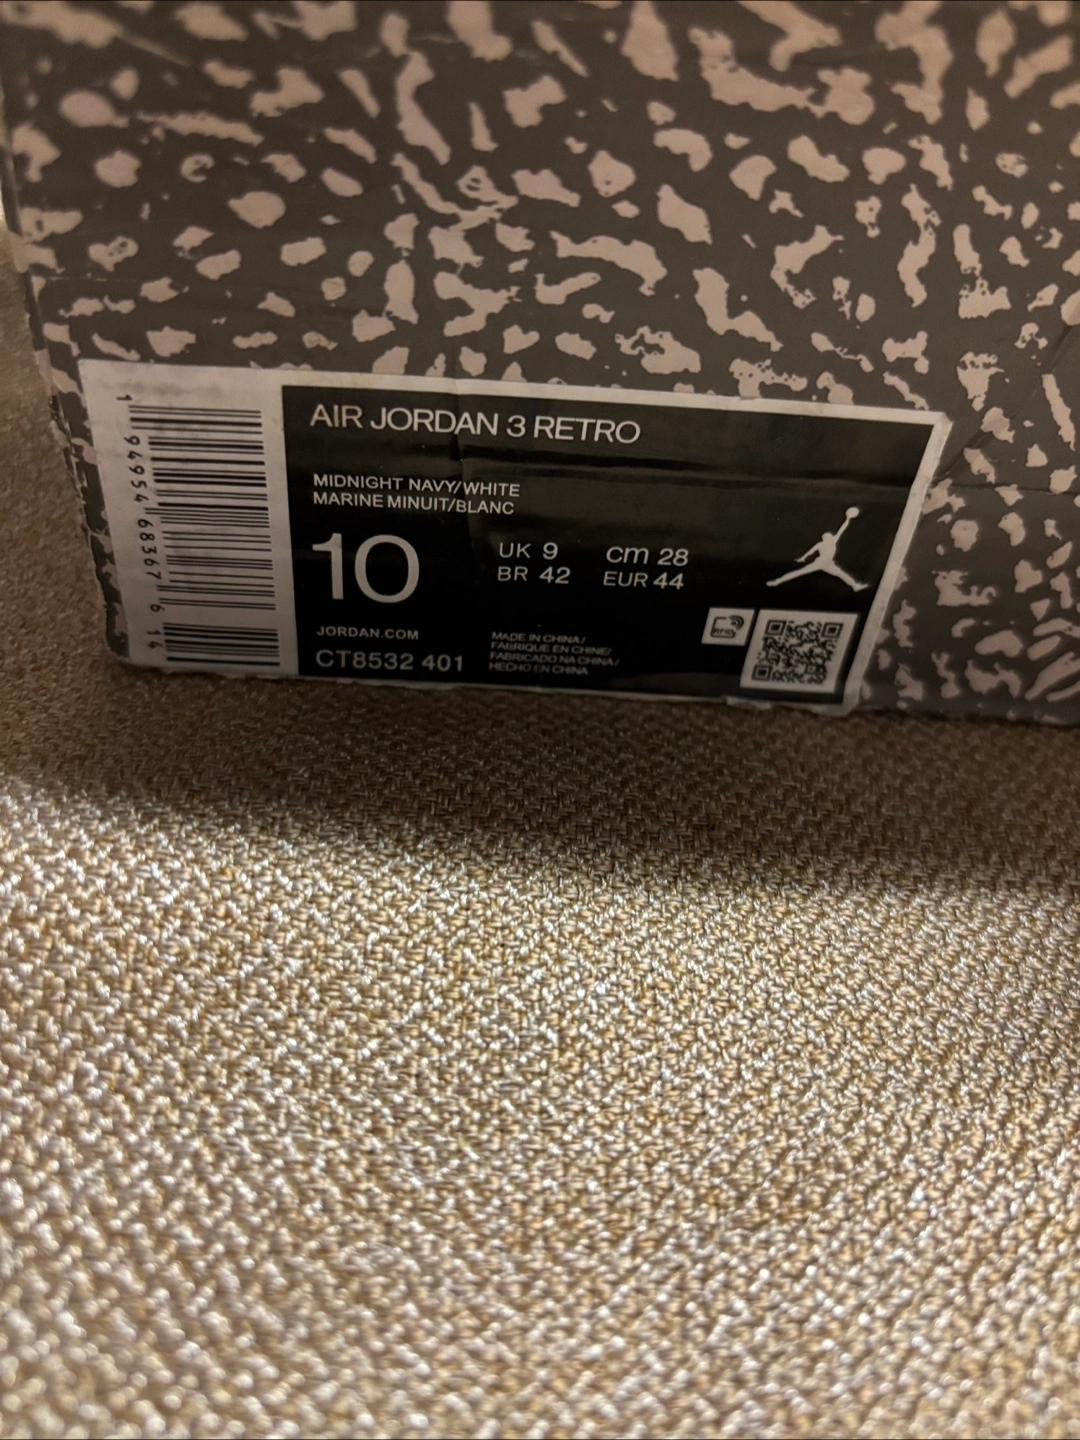 AIR JORDAN 3 RETRO
MIDNIGHT NAVY/WHITE
MARINE MINUIT/BLANC
10
UK 9
cm 28
BR 42
EUR 44
JORDAN.COM
CT8532 401
MADE IN CHINA/
FABRIQUE EN CHINE/
FABRICADO NA CHINA/
HECHO EN CHINA
RFID
1 94954 68367 6 14